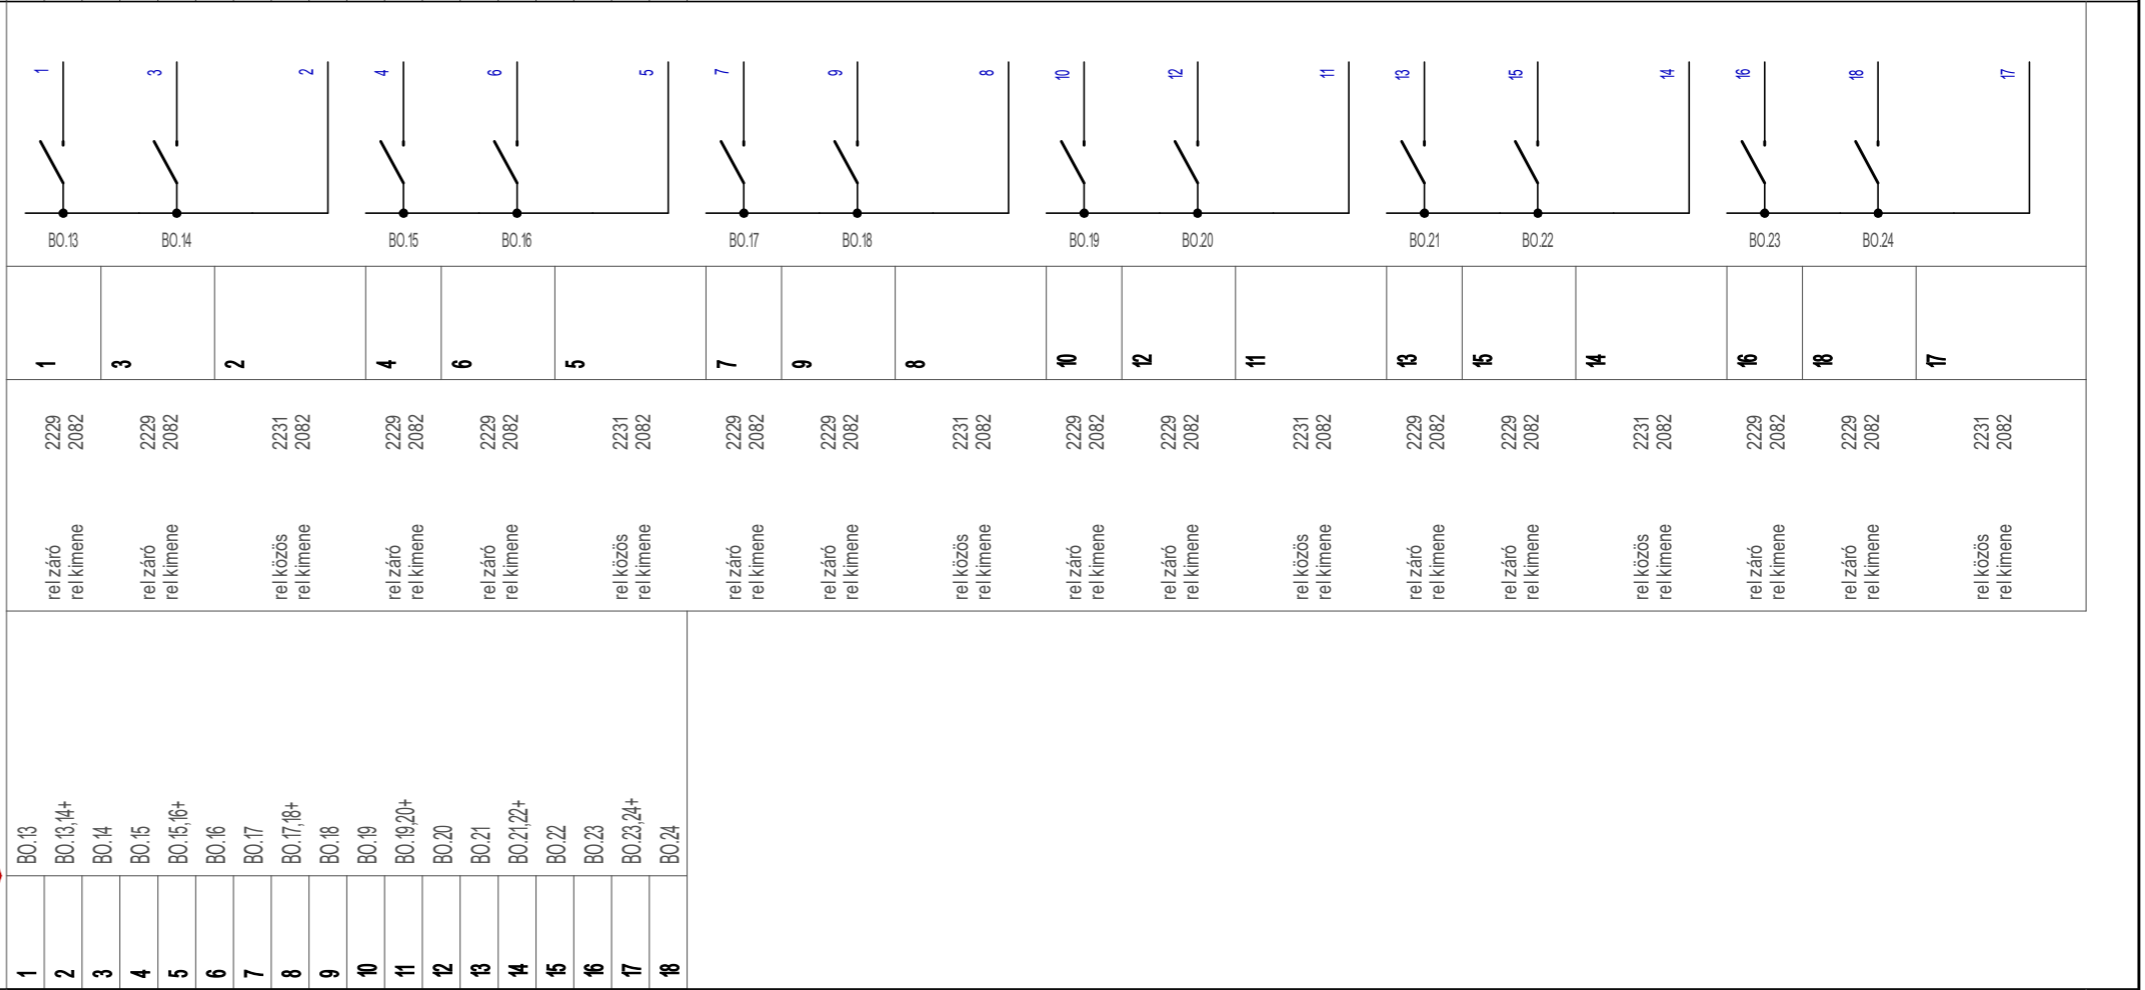 1
3
2
4
6
5
7
9
8
10
12
11
13
15
14
16
18
17
BO.13
BO.14
BO.15
BO.16
BO.17
BO.18
BO.19
BO.20
BO.21
BO.22
BO.23
BO.24
1
3
2
4
6
5
7
9
8
10
12
11
13
15
14
16
18
17
rel záró 2229
rel kimene 2082
rel záró 2229
rel kimene 2082
rel közös 2231
rel kimene 2082
rel záró 2229
rel kimene 2082
rel záró 2229
rel kimene 2082
rel közös 2231
rel kimene 2082
rel záró 2229
rel kimene 2082
rel záró 2229
rel kimene 2082
rel közös 2231
rel kimene 2082
rel záró 2229
rel kimene 2082
rel záró 2229
rel kimene 2082
rel közös 2231
rel kimene 2082
rel záró 2229
rel kimene 2082
rel záró 2229
rel kimene 2082
rel közös 2231
rel kimene 2082
rel záró 2229
rel kimene 2082
rel záró 2229
rel kimene 2082
rel közös 2231
rel kimene 2082
1 BO.13
2 BO.13,14+
3 BO.14
4 BO.15
5 BO.15,16+
6 BO.16
7 BO.17
8 BO.17,18+
9 BO.18
10 BO.19
11 BO.19,20+
12 BO.20
13 BO.21
14 BO.21,22+
15 BO.22
16 BO.23
17 BO.23,24+
18 BO.24